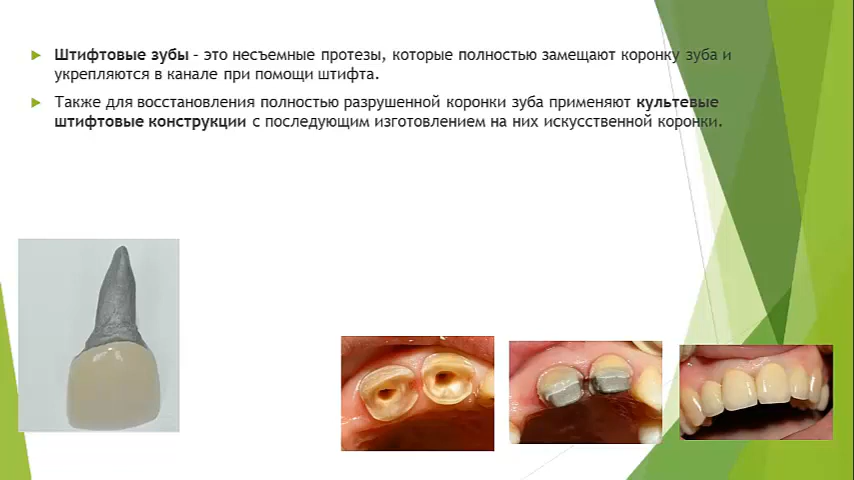 Штифтовые зубы – это несъемные протезы, которые полностью замещают коронку зуба и
укрепляются в канале при помощи штифта.
Также для восстановления полностью разрушенной коронки зуба применяют культевые
штифтовые конструкции с последующим изготовлением на них искусственной коронки.